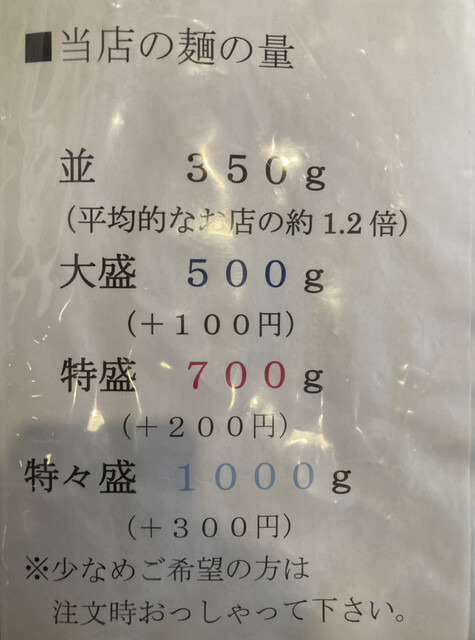 ■当店の麺の量
並　３５０g
（平均的なお店の約 1.2 倍）
大盛　５００g
（＋１００円）
特盛　７００g
（＋２００円）
特々盛　１０００g
（＋３００円）
※少なめご希望の方は
注文時おっしゃって下さい。